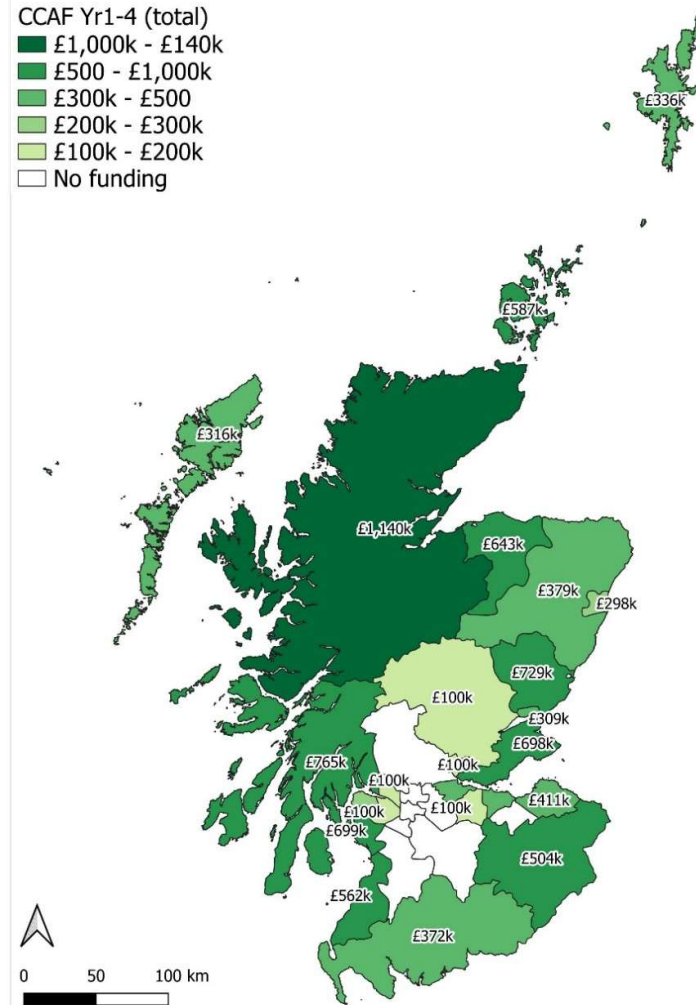 CCAF Yr1-4 (total)
£1,000k - £140k
£500 - £1,000k
£300k - £500
£200k - £300k
£100k - £200k
No funding
£336k
£587k
£316k
£1,140k
£643k
£379k
£298k
£729k
£100k
£309k
£698k
£765k
£100k
£100k
£411k
£100k
£100k
£699k
£504k
£562k
£372k
0 50 100 km